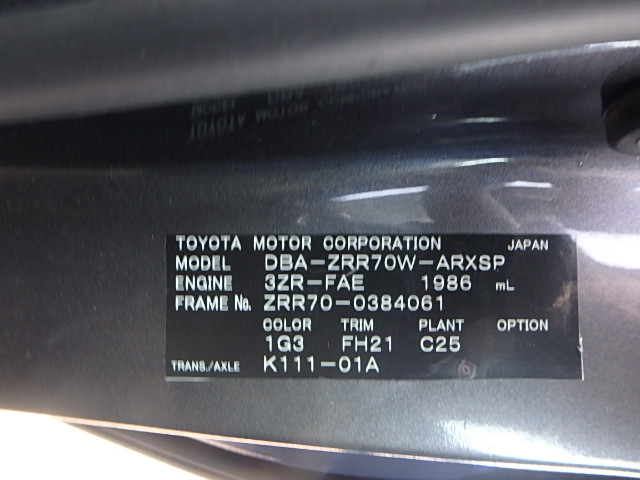 TOYOTA MOTOR CORPORATION JAPAN
MODEL DBA-ZRR70W-ARXSP
ENGINE 3ZR-FAE 1986 mL
FRAME No. ZRR70-0384061
COLOR TRIM PLANT OPTION
1G3 FH21 C25
TRANS./AXLE K111-01A